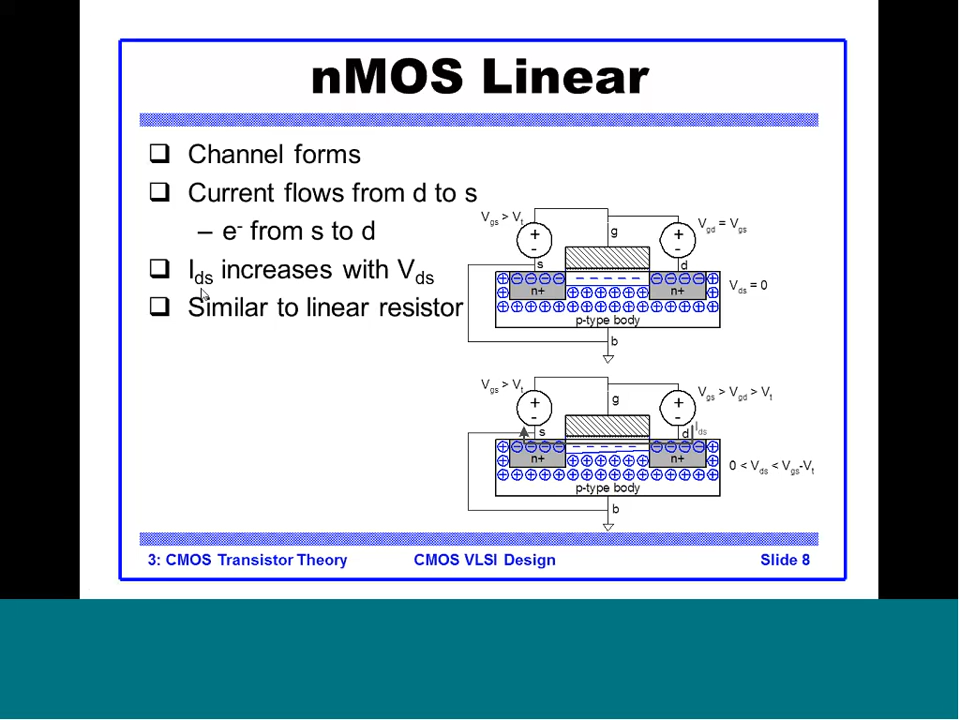 nMOS Linear
❑ Channel forms
❑ Current flows from d to s
– e- from s to d
❑ Ids increases with Vds
❑ Similar to linear resistor
Vgs > Vt
+
-
g
+
-
Vgd = Vgs
s
d
n+
n+
Vds = 0
p-type body
b
Vgs > Vt
+
-
g
+
-
Vgs > Vgd > Vt
s
d
Ids
n+
n+
0 < Vds < Vgs-Vt
p-type body
b
3: CMOS Transistor Theory
CMOS VLSI Design
Slide 8